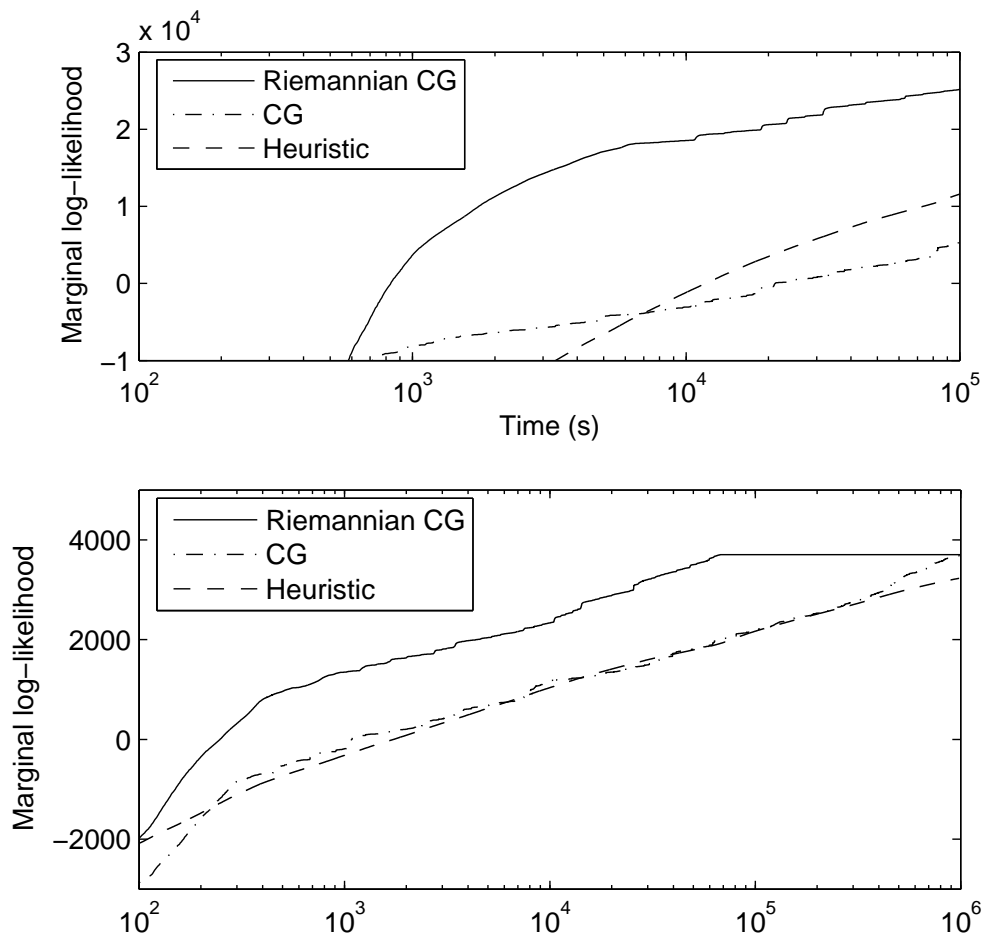 x 10^4
3
2
1
0
−1
Marginal log−likelihood
Riemannian CG
CG
Heuristic
10^2
10^3
10^4
10^5
Time (s)
4000
2000
0
−2000
Marginal log−likelihood
Riemannian CG
CG
Heuristic
10^2
10^3
10^4
10^5
10^6